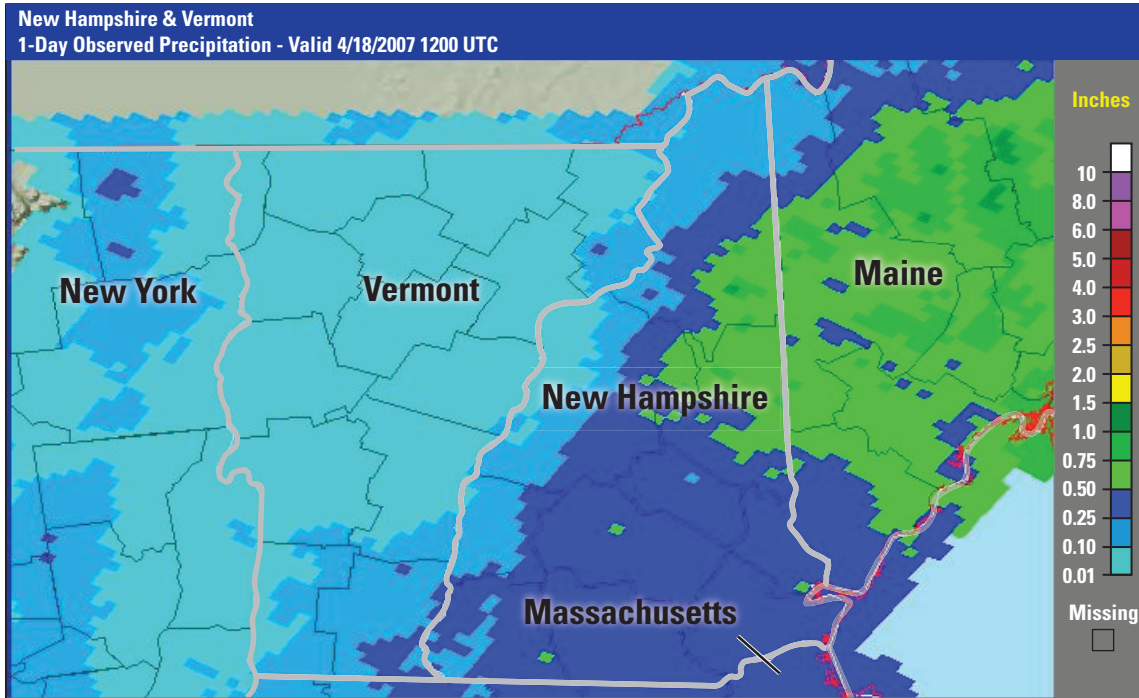 New Hampshire & Vermont
1-Day Observed Precipitation - Valid 4/18/2007 1200 UTC
Inches
10
8.0
6.0
5.0
4.0
3.0
2.5
2.0
1.5
1.0
0.75
0.50
0.25
0.10
0.01
Missing
New York
Vermont
Maine
New Hampshire
Massachusetts